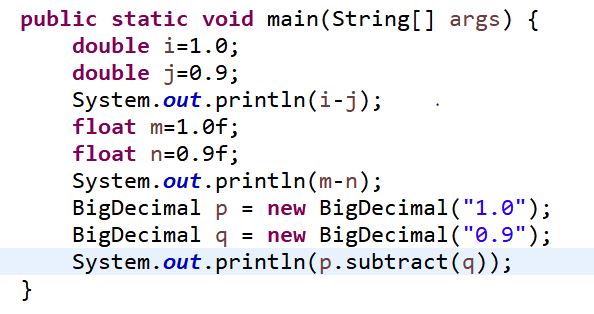 public static void main(String[] args) {
    double i=1.0;
    double j=0.9;
    System.out.println(i-j);
    float m=1.0f;
    float n=0.9f;
    System.out.println(m-n);
    BigDecimal p = new BigDecimal("1.0");
    BigDecimal q = new BigDecimal("0.9");
    System.out.println(p.subtract(q));
}